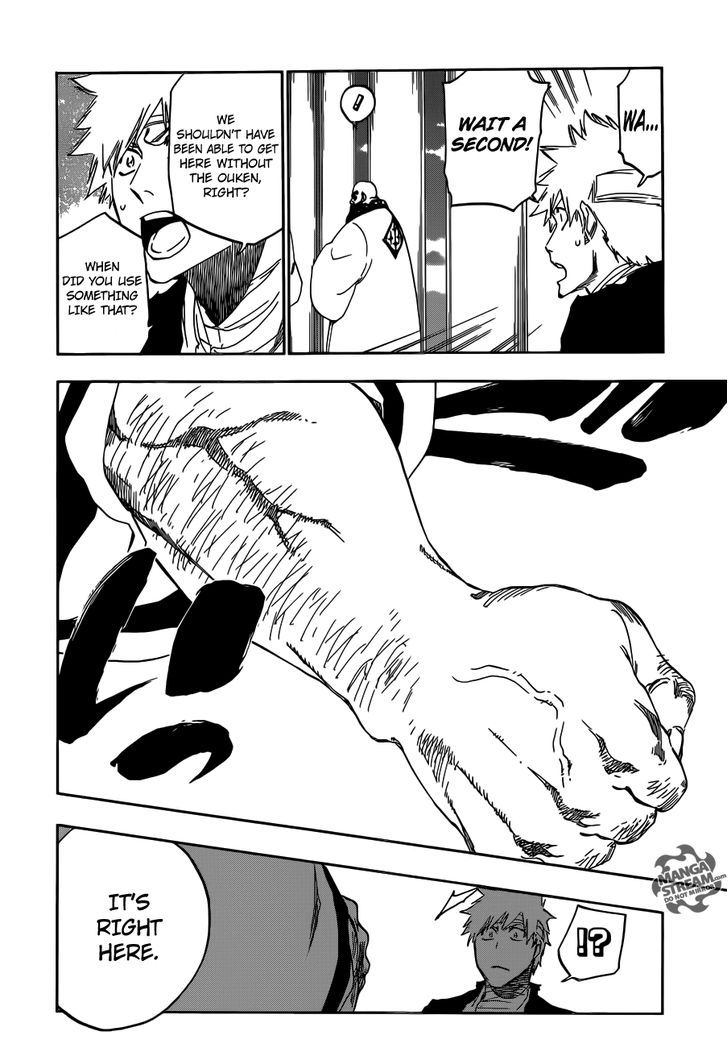 WA...
WAIT A
SECOND!
!
WE
SHOULDN'T HAVE
BEEN ABLE TO GET
HERE WITHOUT
THE OUKEN,
RIGHT?
WHEN
DID YOU USE
SOMETHING
LIKE THAT?
MANGA
STREAM.com
DO NOT MIRROR
!?
IT'S
RIGHT
HERE.